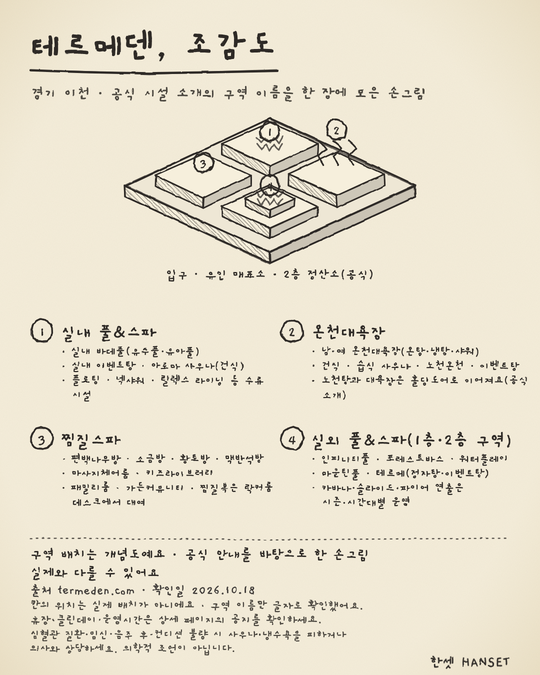 테르메덴, 조감도
경기 이천 · 공식 시설 소개의 구역 이름을 한 장에 모은 손그림
1
2
3
4
입구 · 유인 매표소 · 2층 정산소(공식)
1 실내 풀&스파
· 실내 바데풀(유수풀·유아풀)
· 실내 이벤트탕 · 아로마 사우나(건식)
· 플로팅 · 넥샤워 · 릴렉스 라이닝 등 수류
시설
2 온천대욕장
· 남·여 온천대욕장(온탕·냉탕·샤워)
· 건식 · 습식 사우나 · 노천온천 · 이벤트탕
· 노천탕과 대욕장은 홀딩도어로 이어져요(공식
소개)
3 찜질스파
· 편백나무방 · 소금방 · 황토방 · 맥반석방
· 마사지체어룸 · 키즈라이브러리
· 패밀리룸 · 가든커뮤니티 · 찜질복은 락커룸
데스크에서 대여
4 실외 풀&스파(1층·2층 구역)
· 인피니티풀 · 포레스트바스 · 워터플레이
· 아쿠아풀 · 테르메(정자탕·이벤트탕)
· 카바나·슬라이드·파이어 연출은
시즌·시간대별 운영
구역 배치는 개념도예요 · 공식 안내를 바탕으로 한 손그림
실제와 다를 수 있어요
출처 termeden.com · 확인일 2026.10.18
판의 위치는 실제 배치가 아니에요 · 구역 이름만 글자로 확인했어요.
휴장·클린데이·운영시간은 상세 페이지의 공지를 확인하세요.
심혈관 질환·임신·음주 후·컨디션 불량 시 사우나·냉수욕을 피하거나
의사와 상담하세요. 의학적 조언이 아닙니다.
한셋 HANSET